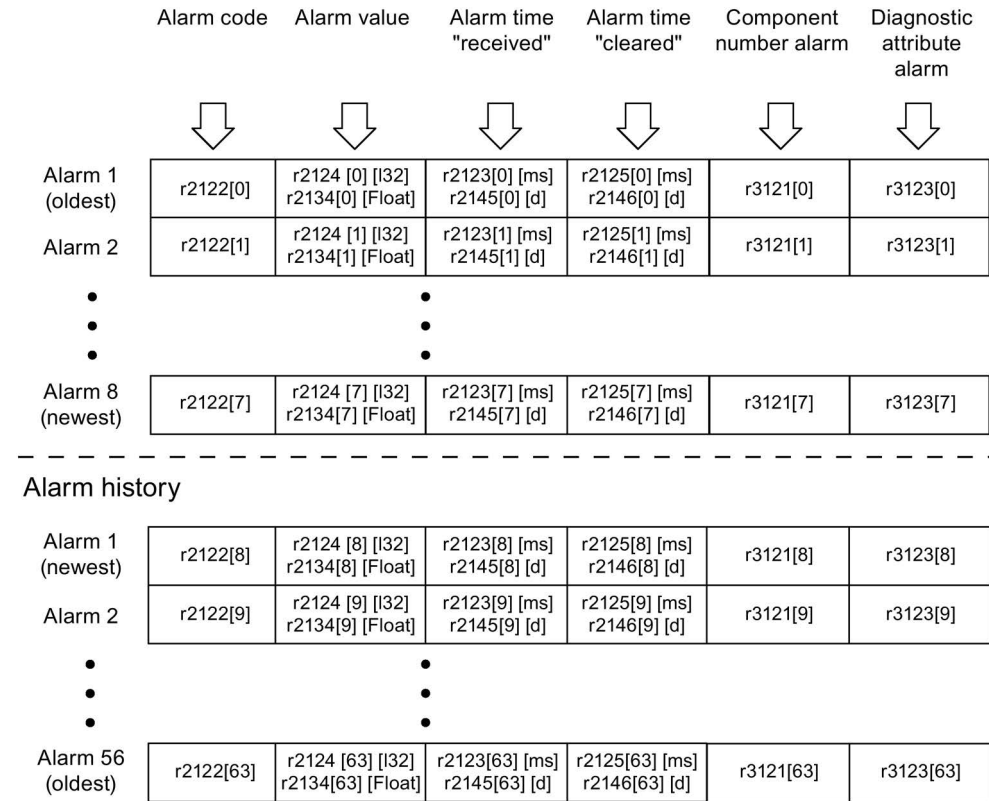 Alarm code Alarm value Alarm time "received" Alarm time "cleared" Component number alarm Diagnostic attribute alarm
Alarm 1 (oldest)
r2122[0]
r2124 [0] [I32]
r2134[0] [Float]
r2123[0] [ms]
r2145[0] [d]
r2125[0] [ms]
r2146[0] [d]
r3121[0]
r3123[0]
Alarm 2
r2122[1]
r2124 [1] [I32]
r2134[1] [Float]
r2123[1] [ms]
r2145[1] [d]
r2125[1] [ms]
r2146[1] [d]
r3121[1]
r3123[1]
Alarm 8 (newest)
r2122[7]
r2124 [7] [I32]
r2134[7] [Float]
r2123[7] [ms]
r2145[7] [d]
r2125[7] [ms]
r2146[7] [d]
r3121[7]
r3123[7]
Alarm history
Alarm 1 (newest)
r2122[8]
r2124 [8] [I32]
r2134[8] [Float]
r2123[8] [ms]
r2145[8] [d]
r2125[8] [ms]
r2146[8] [d]
r3121[8]
r3123[8]
Alarm 2
r2122[9]
r2124 [9] [I32]
r2134[9] [Float]
r2123[9] [ms]
r2145[9] [d]
r2125[9] [ms]
r2146[9] [d]
r3121[9]
r3123[9]
Alarm 56 (oldest)
r2122[63]
r2124 [63] [I32]
r2134[63] [Float]
r2123[63] [ms]
r2145[63] [d]
r2125[63] [ms]
r2146[63] [d]
r3121[63]
r3123[63]